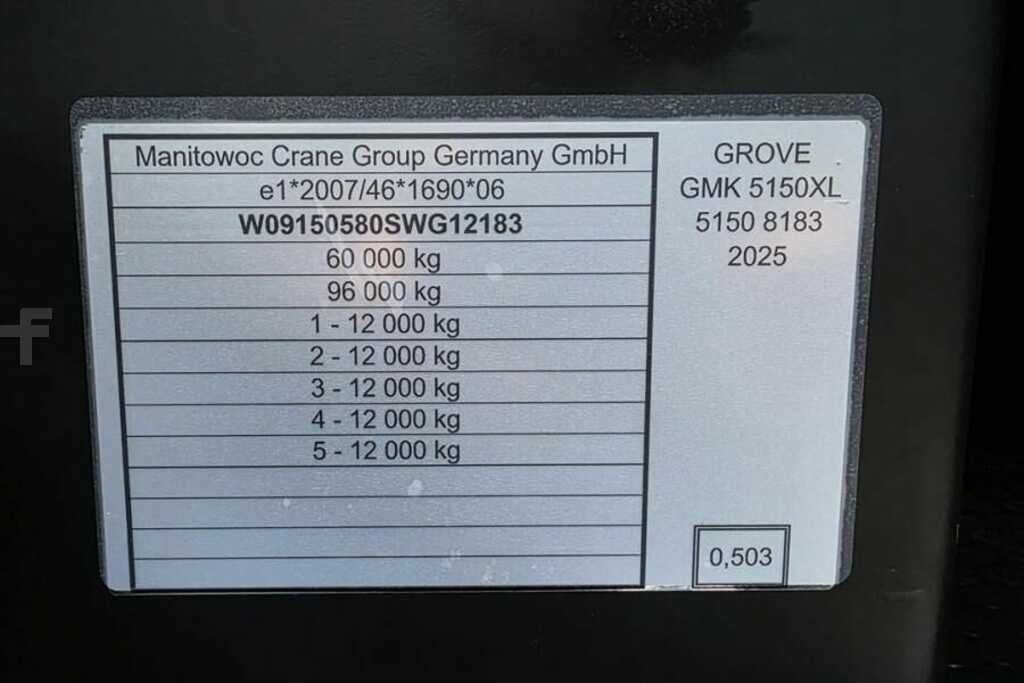 Manitowoc Crane Group Germany GmbH
e1*2007/46*1690*06
W09150580SWG12183
60 000 kg
96 000 kg
1 - 12 000 kg
2 - 12 000 kg
3 - 12 000 kg
4 - 12 000 kg
5 - 12 000 kg
GROVE
GMK 5150XL
5150 8183
2025
0,503
f